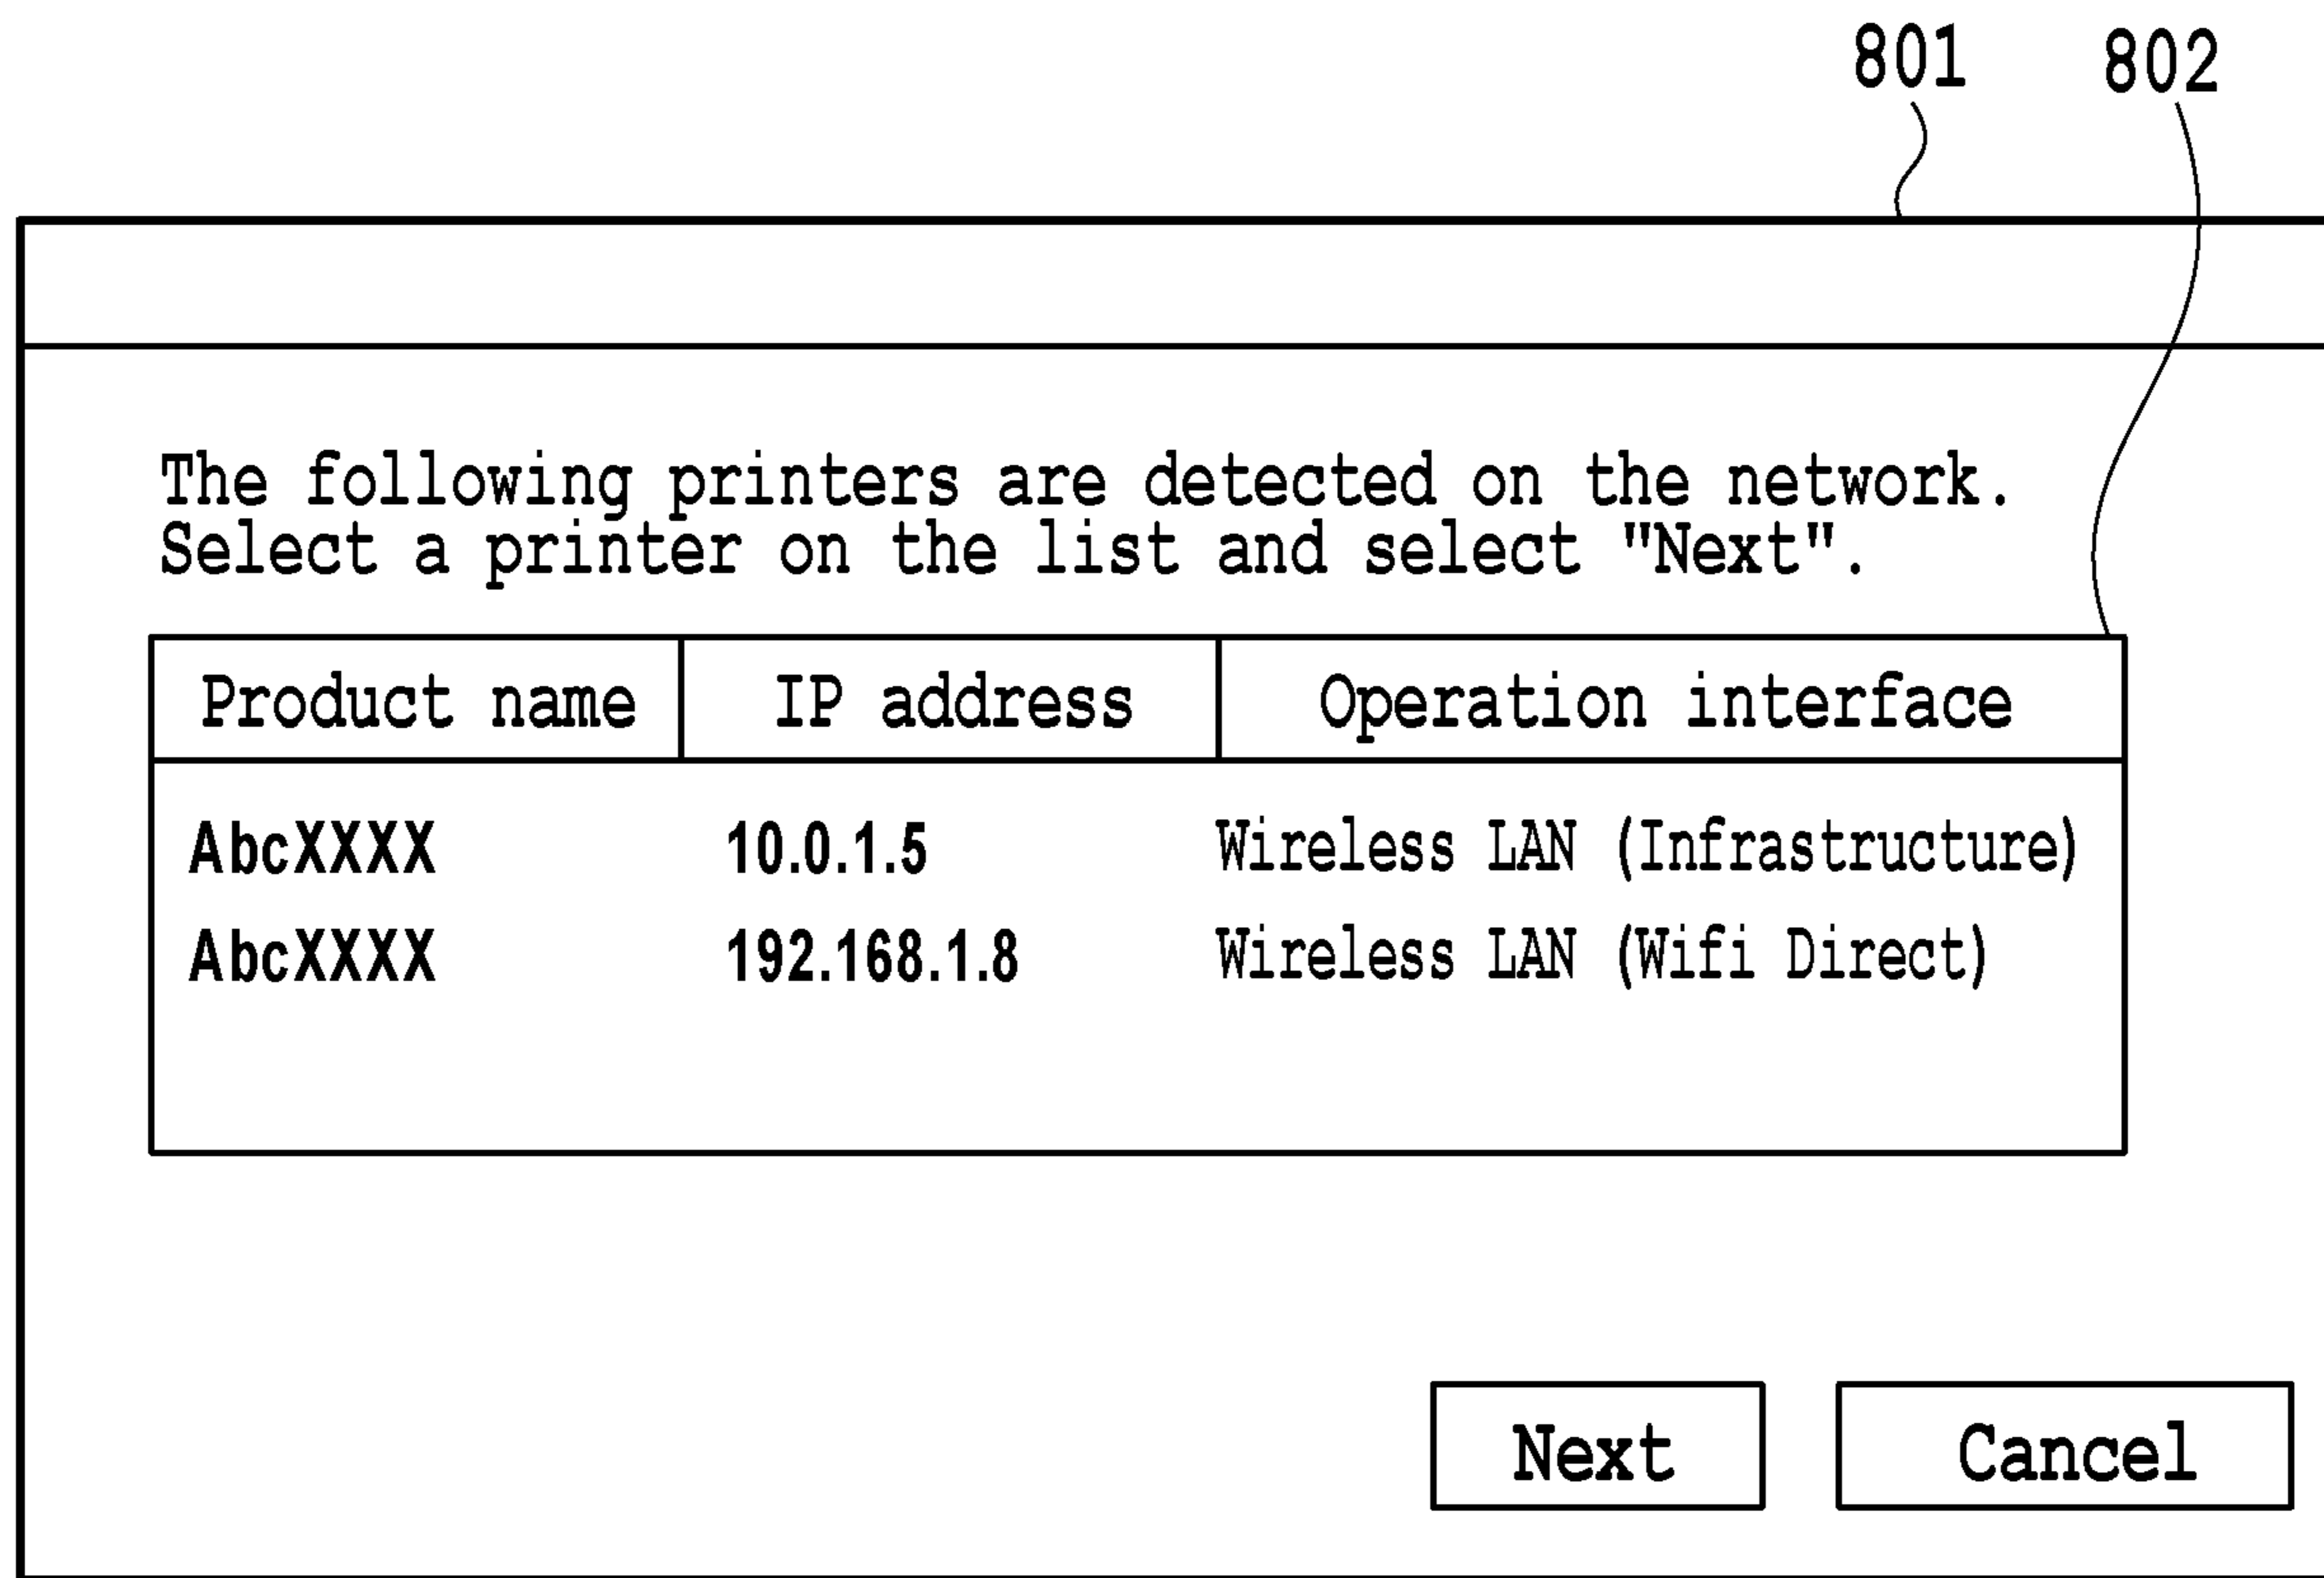 801 802
The following printers are detected on the network.
Select a printer on the list and select "Next".
Product name IP address Operation interface
AbcXXXX 10.0.1.5 Wireless LAN (Infrastructure)
AbcXXXX 192.168.1.8 Wireless LAN (Wifi Direct)
Next Cancel